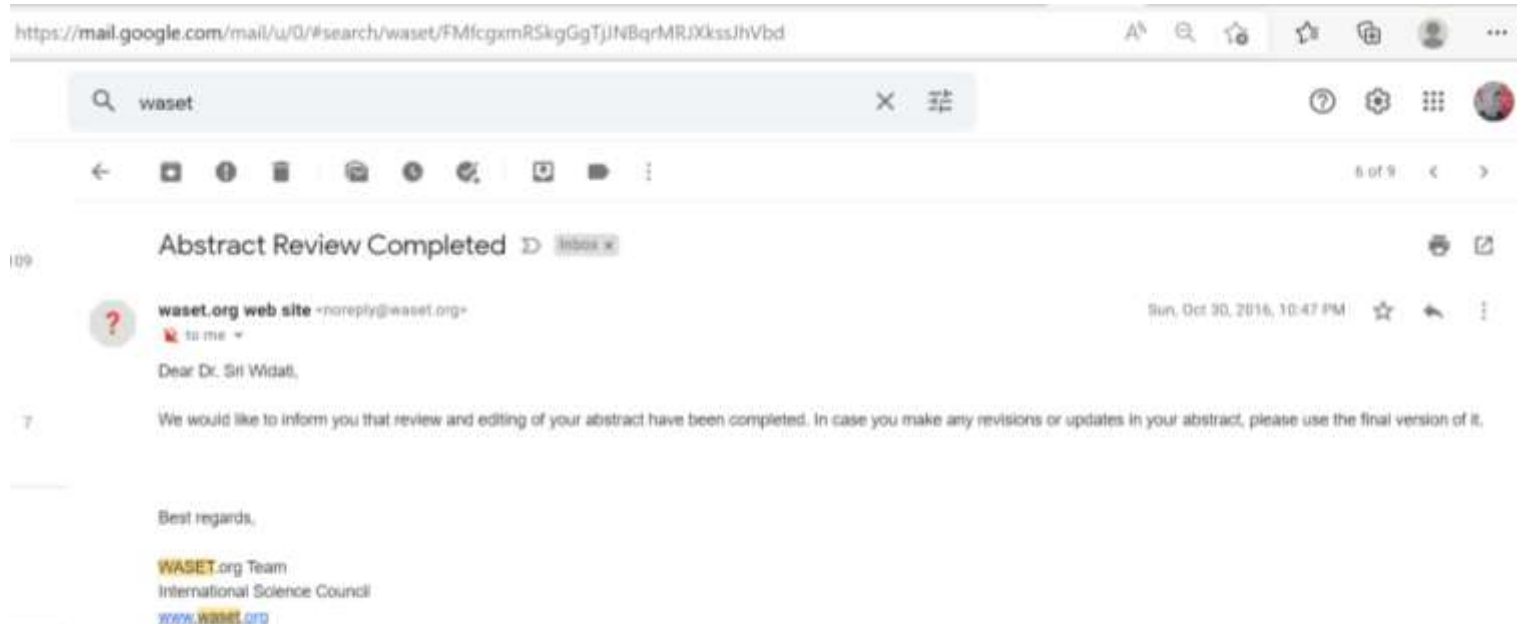 https://mail.google.com/mail/u/0/#search/waset/FMfcgxmRSkgGgTjJNBqrMRJXkssJhVbd
waset
6 of 9
Abstract Review Completed Inbox x
109
waset.org web site <noreply@waset.org> Sun, Oct 30, 2016, 10:47 PM
to me
Dear Dr. Sri Widati,
7
We would like to inform you that review and editing of your abstract have been completed. In case you make any revisions or updates in your abstract, please use the final version of it.
Best regards,
WASET.org Team
International Science Council
www.waset.org